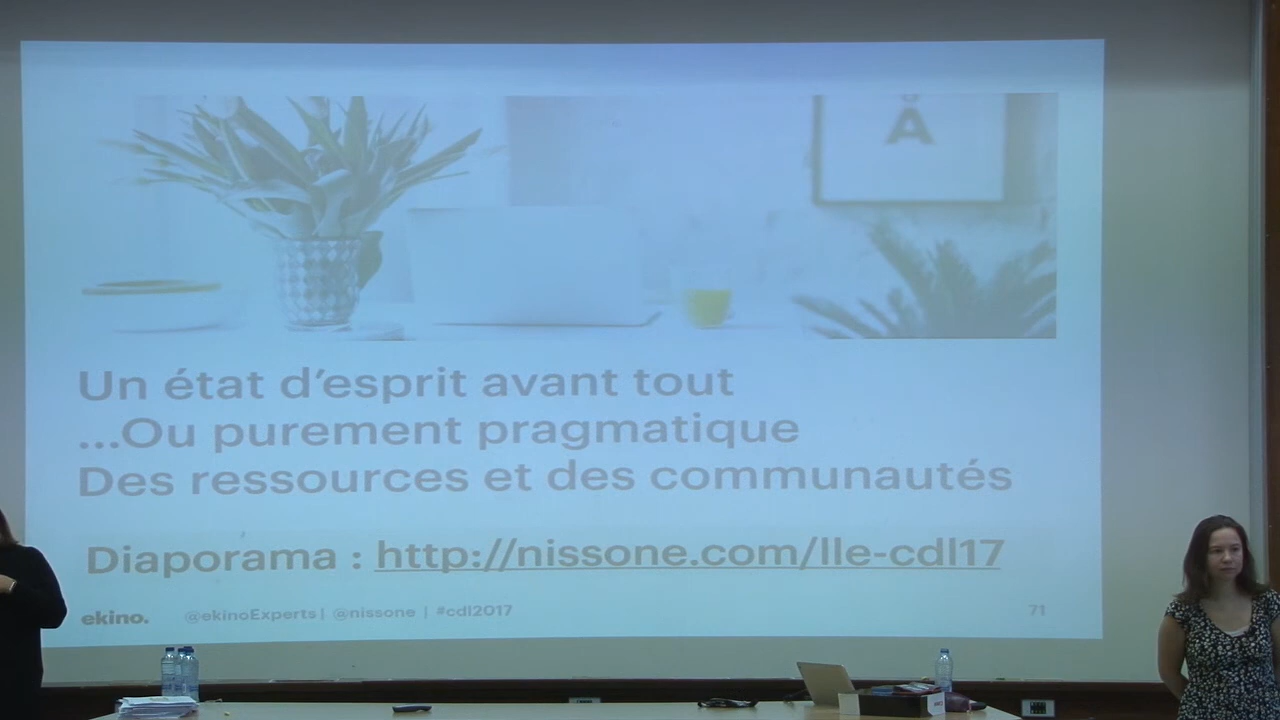 Å
Un état d'esprit avant tout
...Ou purement pragmatique
Des ressources et des communautés
Diaporama : http://nissone.com/lle-cdl17
ekino. @ekinoExperts | @nissone | #cdl2017 71